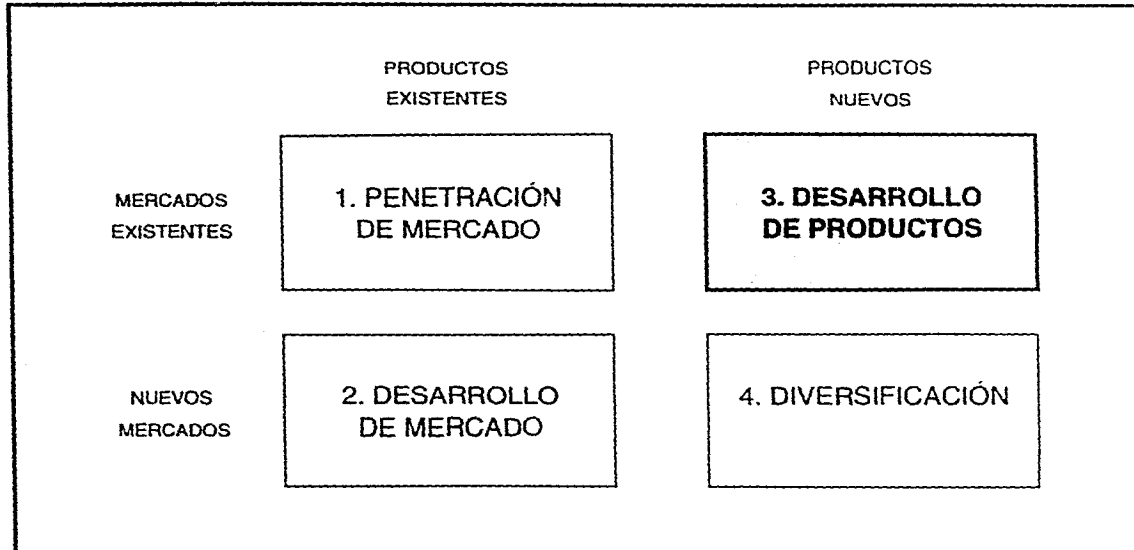 PRODUCTOS
EXISTENTES
PRODUCTOS
NUEVOS
MERCADOS
EXISTENTES
1. PENETRACIÓN
DE MERCADO
3. DESARROLLO
DE PRODUCTOS
NUEVOS
MERCADOS
2. DESARROLLO
DE MERCADO
4. DIVERSIFICACIÓN